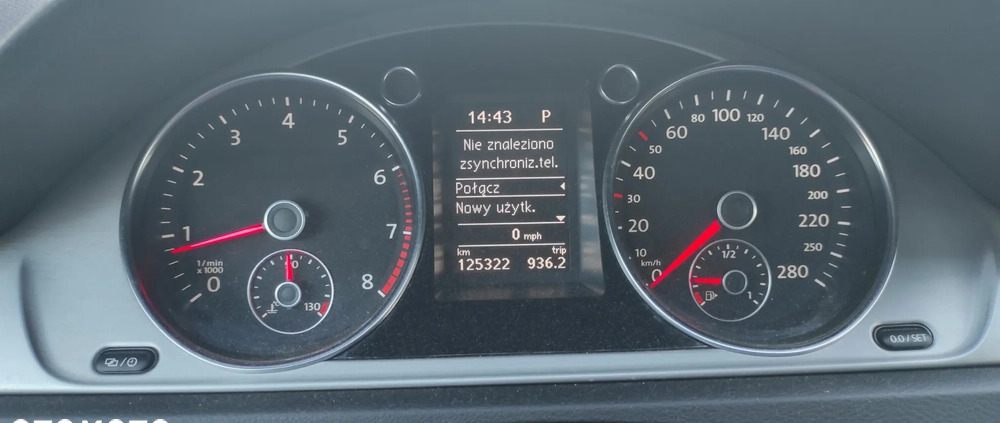 0
1
2
3
4
5
6
7
8
1/min
x 1000
90
130
14:43 P
Nie znaleziono
zsynchroniz.tel.
Połącz
Nowy użytk.
0 mph
km trip
125322 936.2
0
10
20
30
40
50
60
80
100
120
140
160
180
200
220
250
280
km/h
1/2
1
0.0 / SET